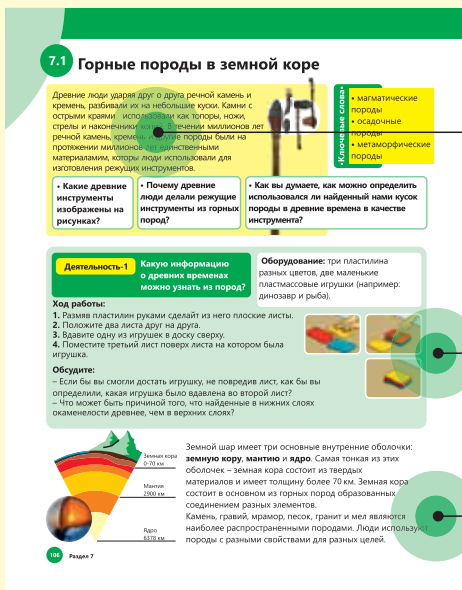 7.1 Горные породы в земной коре
Древние люди ударяя друг о друга речной камень и
кремень, разбивали их на небольшие куски. Камни с
острыми краями использовали как топоры, ножи,
стрелы и наконечники копий. В течении миллионов лет
речной камень, кремень и другие породы были на
протяжении миллионов лет единственными
материалами, которы люди использовали для
изготовления режущих инструментов.
•Ключевые слова•
• магматические
породы
• осадочные
породы
• метаморфические
породы
• Какие древние
инструменты
изображены на
рисунках?
• Почему древние
люди делали режущие
инструменты из горных
пород?
• Как вы думаете, как можно определить
использовался ли найденный нами кусок
породы в древние времена в качестве
инструмента?
Деятельность-1
Какую информацию
о древних временах
можно узнать из пород?
Оборудование: три пластилина
разных цветов, две маленькие
пластмассовые игрушки (например:
динозавр и рыба).
Ход работы:
1. Размяв пластилин руками сделайт из него плоские листы.
2. Положите два листа друг на друга.
3. Вдавите одну из игрушек в доску сверху.
4. Поместите третьий лист поверх листа на котором была
игрушка.
Обсудите:
– Если бы вы смогли достать игрушку, не повредив лист, как бы вы
определили, какая игрушка было вдавлена во второй лист?
– Что может быть причиной того, что найденные в нижних слоях
окаменелости древнее, чем в верхних слоях?
Земная кора
0-70 км
Мантия
2900 км
Ядро
6378 км
Земной шар имеет три основные внутренние оболочки:
земную кору, мантию и ядро. Самая тонкая из этих
оболочек – земная кора состоит из твердых
материалов и имеет толщину более 70 км. Земная кора
состоит в основном из горных пород образованных
соединением разных элементов.
Камень, гравий, мрамор, песок, гранит и мел являются
наиболее распространенными породами. Люди используют
породы с разными свойствами для разных целей.
106 Раздел 7